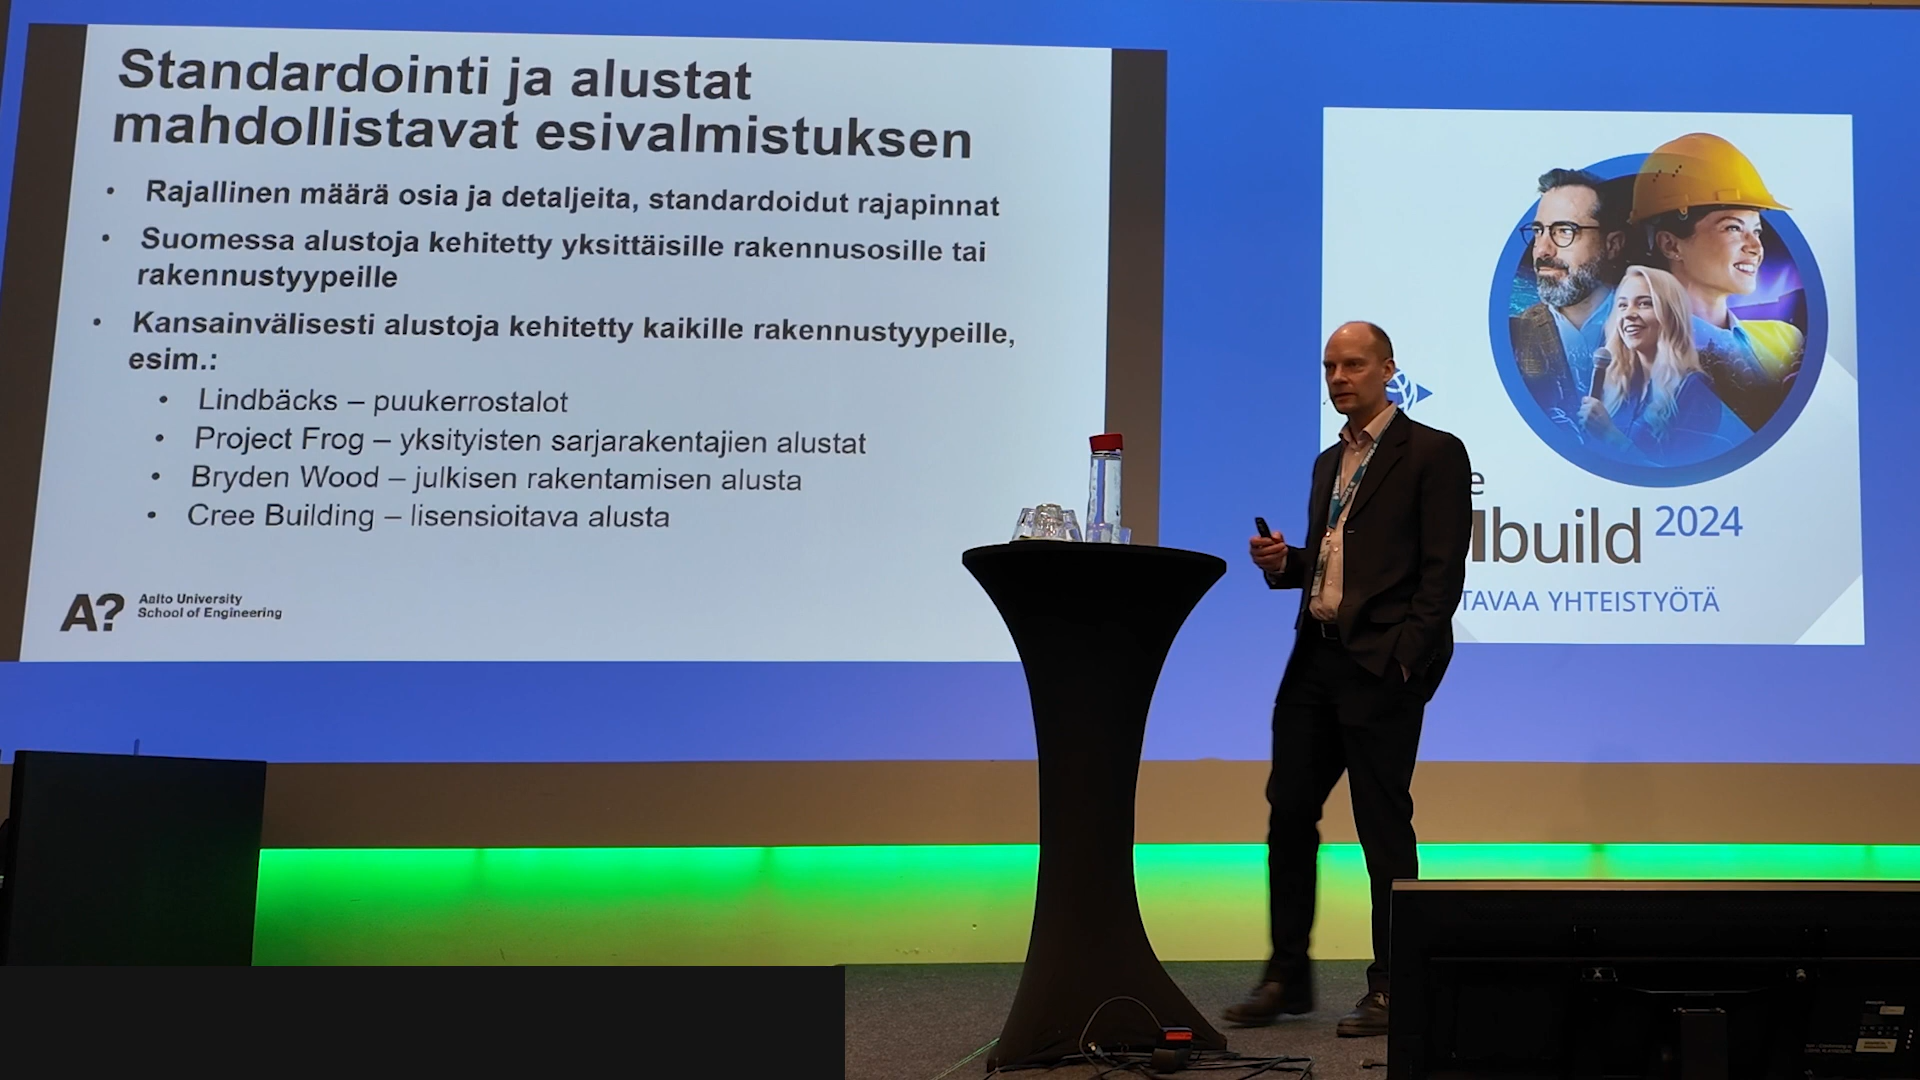 Standardointi ja alustat
mahdollistavat esivalmistuksen
• Rajallinen määrä osia ja detaljeita, standardoidut rajapinnat
• Suomessa alustoja kehitetty yksittäisille rakennusosille tai
rakennustyypeille
• Kansainvälisesti alustoja kehitetty kaikille rakennustyypeille,
esim.:
• Lindbäcks – puukerrostalot
• Project Frog – yksityisten sarjarakentajien alustat
• Bryden Wood – julkisen rakentamisen alusta
• Cree Building – lisensioitava alusta
A?
Aalto University
School of Engineering
e
build 2024
TAVAA YHTEISTYÖTÄ
PHILIPS